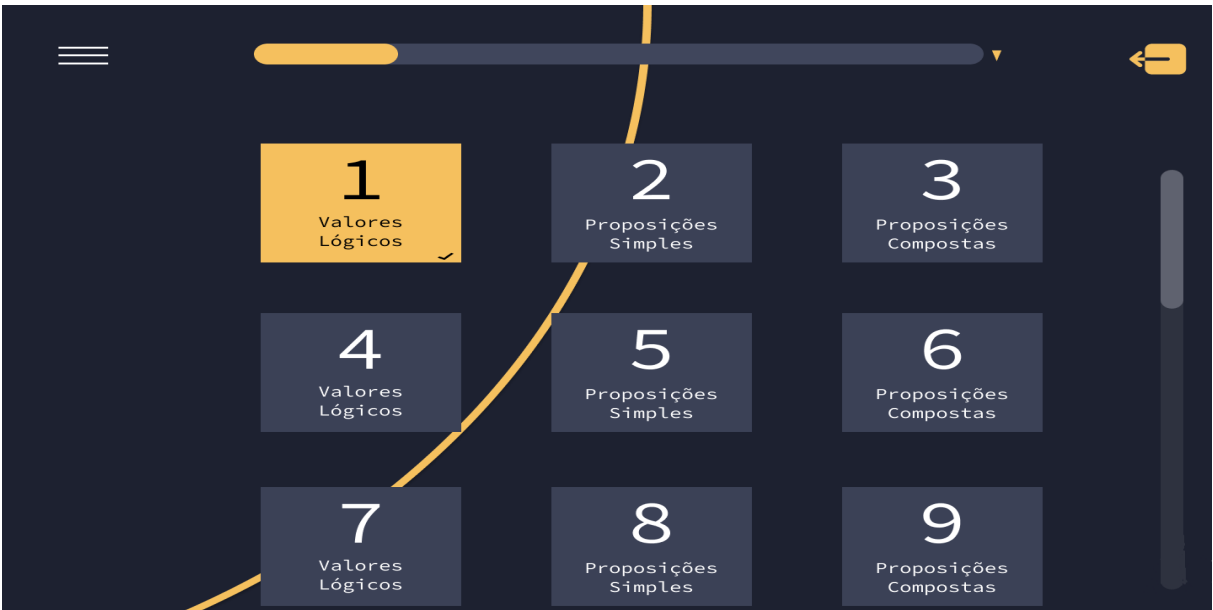 1
Valores
Lógicos
2
Proposições
Simples
3
Proposições
Compostas
4
Valores
Lógicos
5
Proposições
Simples
6
Proposições
Compostas
7
Valores
Lógicos
8
Proposições
Simples
9
Proposições
Compostas